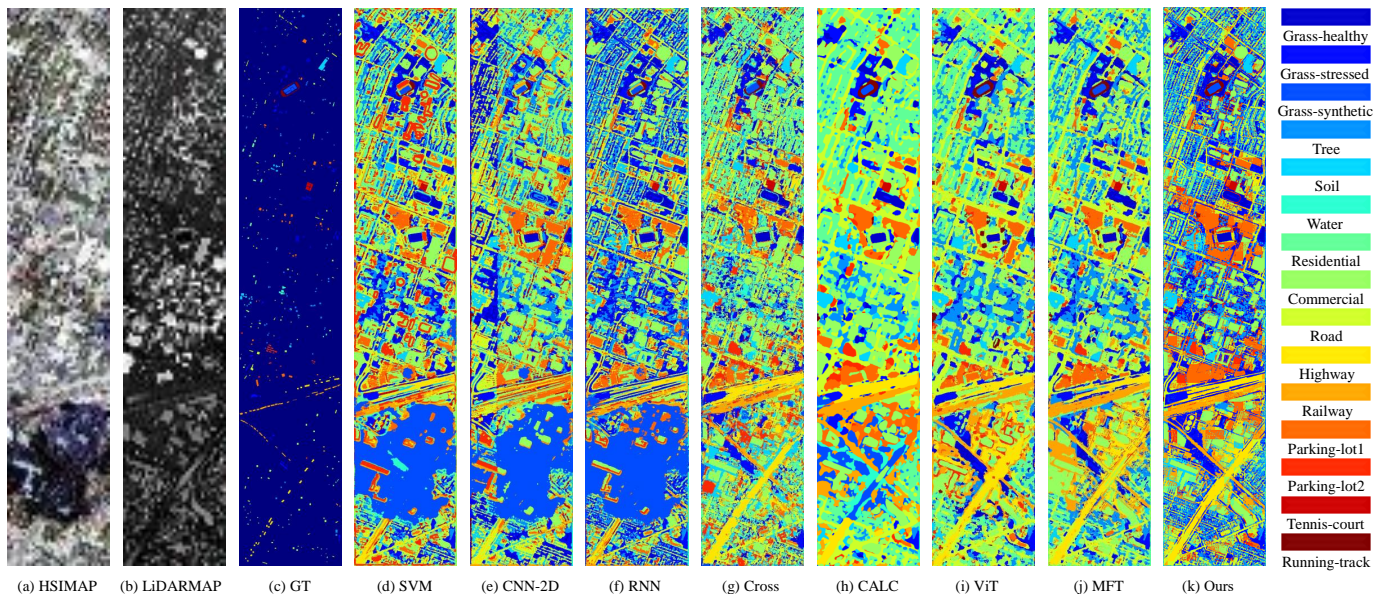 Grass-healthy
Grass-stressed
Grass-synthetic
Tree
Soil
Water
Residential
Commercial
Road
Highway
Railway
Parking-lot1
Parking-lot2
Tennis-court
Running-track
(a) HSIMAP (b) LiDARMAP (c) GT (d) SVM (e) CNN-2D (f) RNN (g) Cross (h) CALC (i) ViT (j) MFT (k) Ours